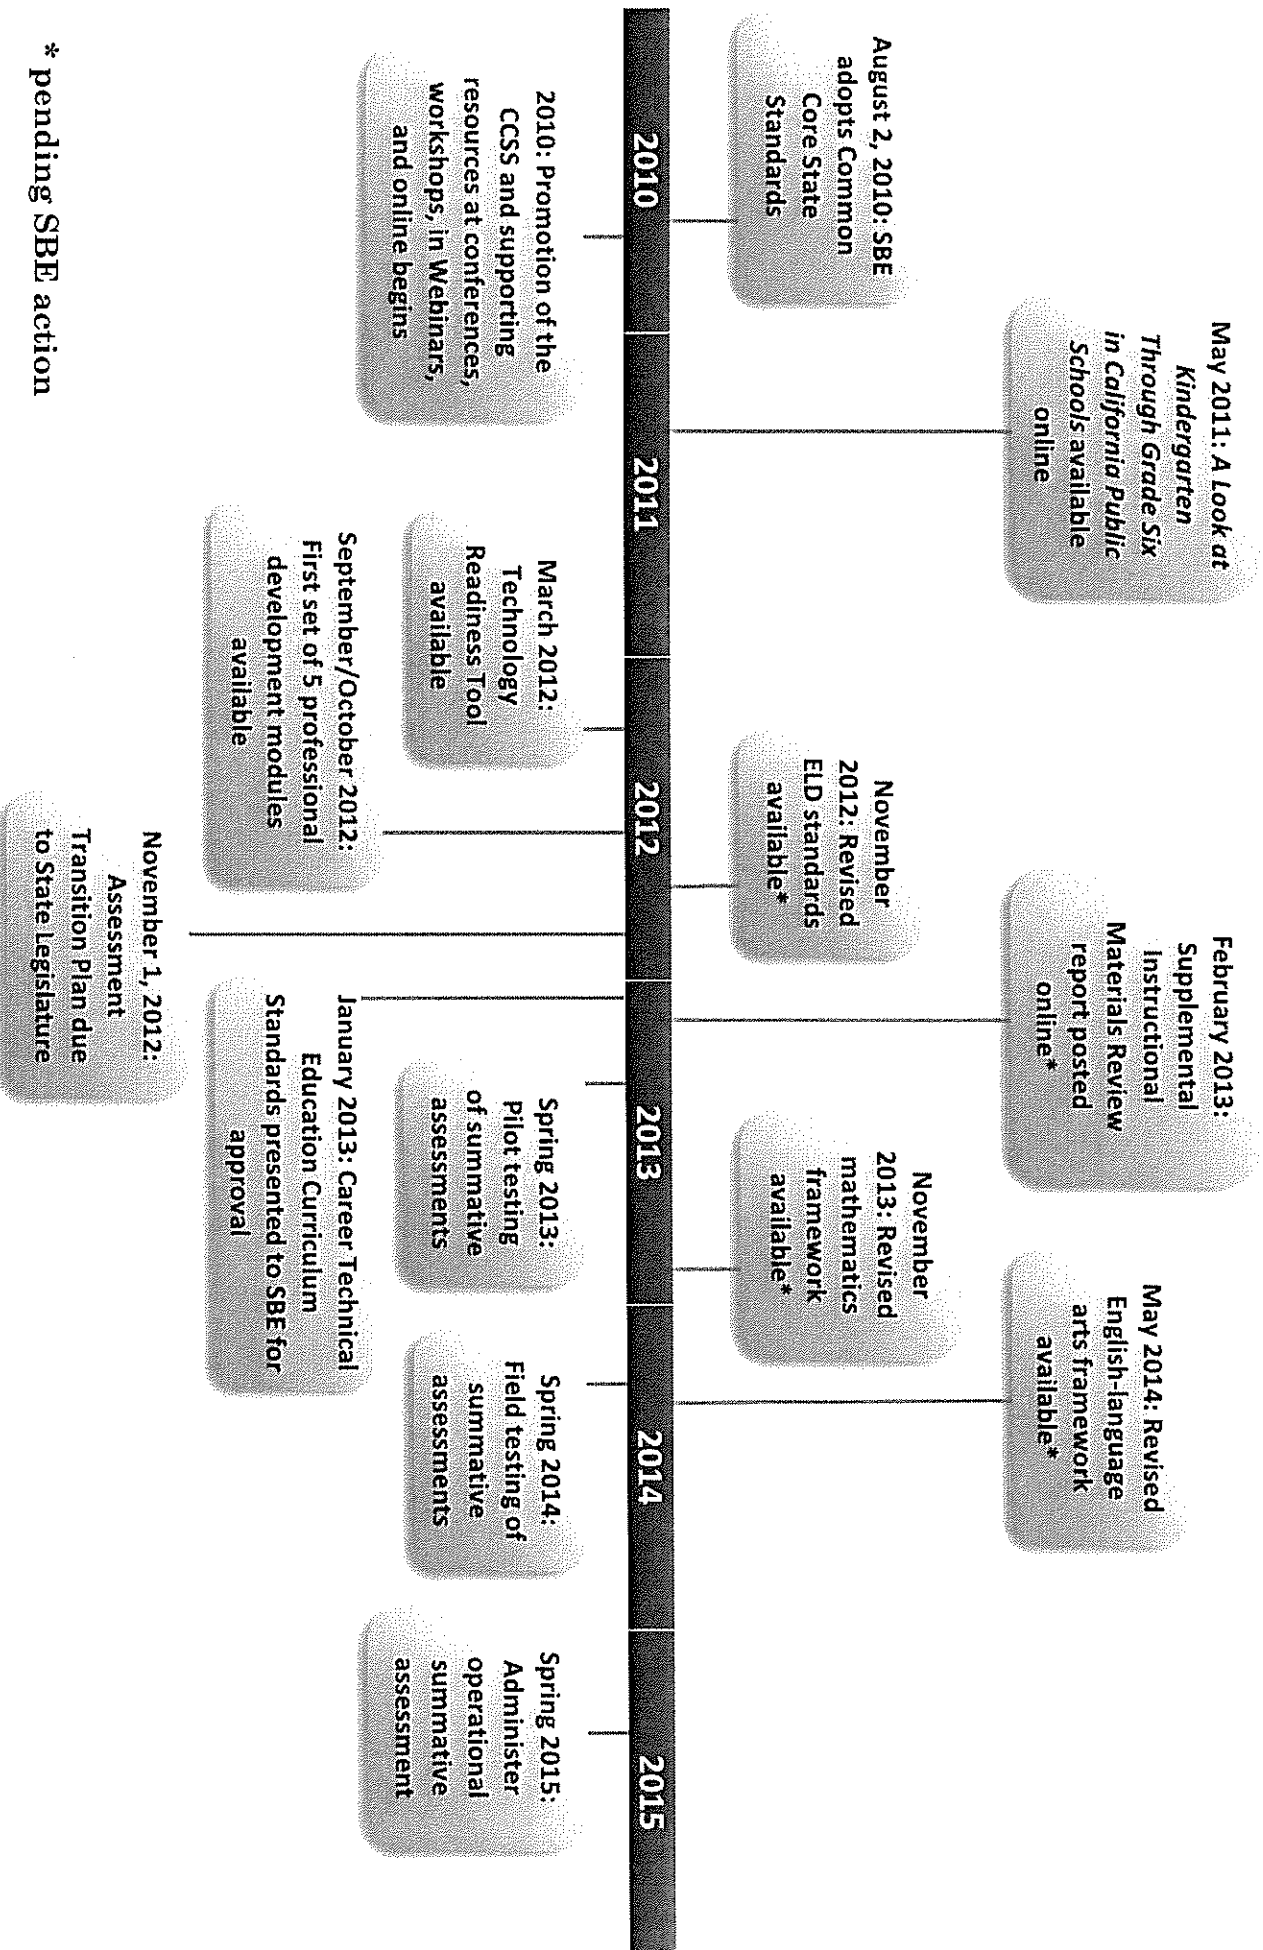 May 2011: A Look at
Kindergarten
Through Grade Six
in California Public
Schools available
online
February 2013:
Supplemental
Instructional
Materials Review
report posted
online*
May 2014: Revised
English-language
arts framework
available*
August 2, 2010: SBE
adopts Common
Core State
Standards
November
2012: Revised
ELD standards
available*
November
2013: Revised
mathematics
framework
available*
2010
2011
2012
2013
2014
2015
2010: Promotion of the
CCSS and supporting
resources at conferences,
workshops, in Webinars,
and online begins
March 2012:
Technology
Readiness Tool
available
Spring 2013:
Pilot testing
of summative
assessments
Spring 2014:
Field testing of
summative
assessments
Spring 2015:
Administer
operational
summative
assessment
September/October 2012:
First set of 5 professional
development modules
available
January 2013: Career Technical
Education Curriculum
Standards presented to SBE for
approval
November 1, 2012:
Assessment
Transition Plan due
to State Legislature
* pending SBE action